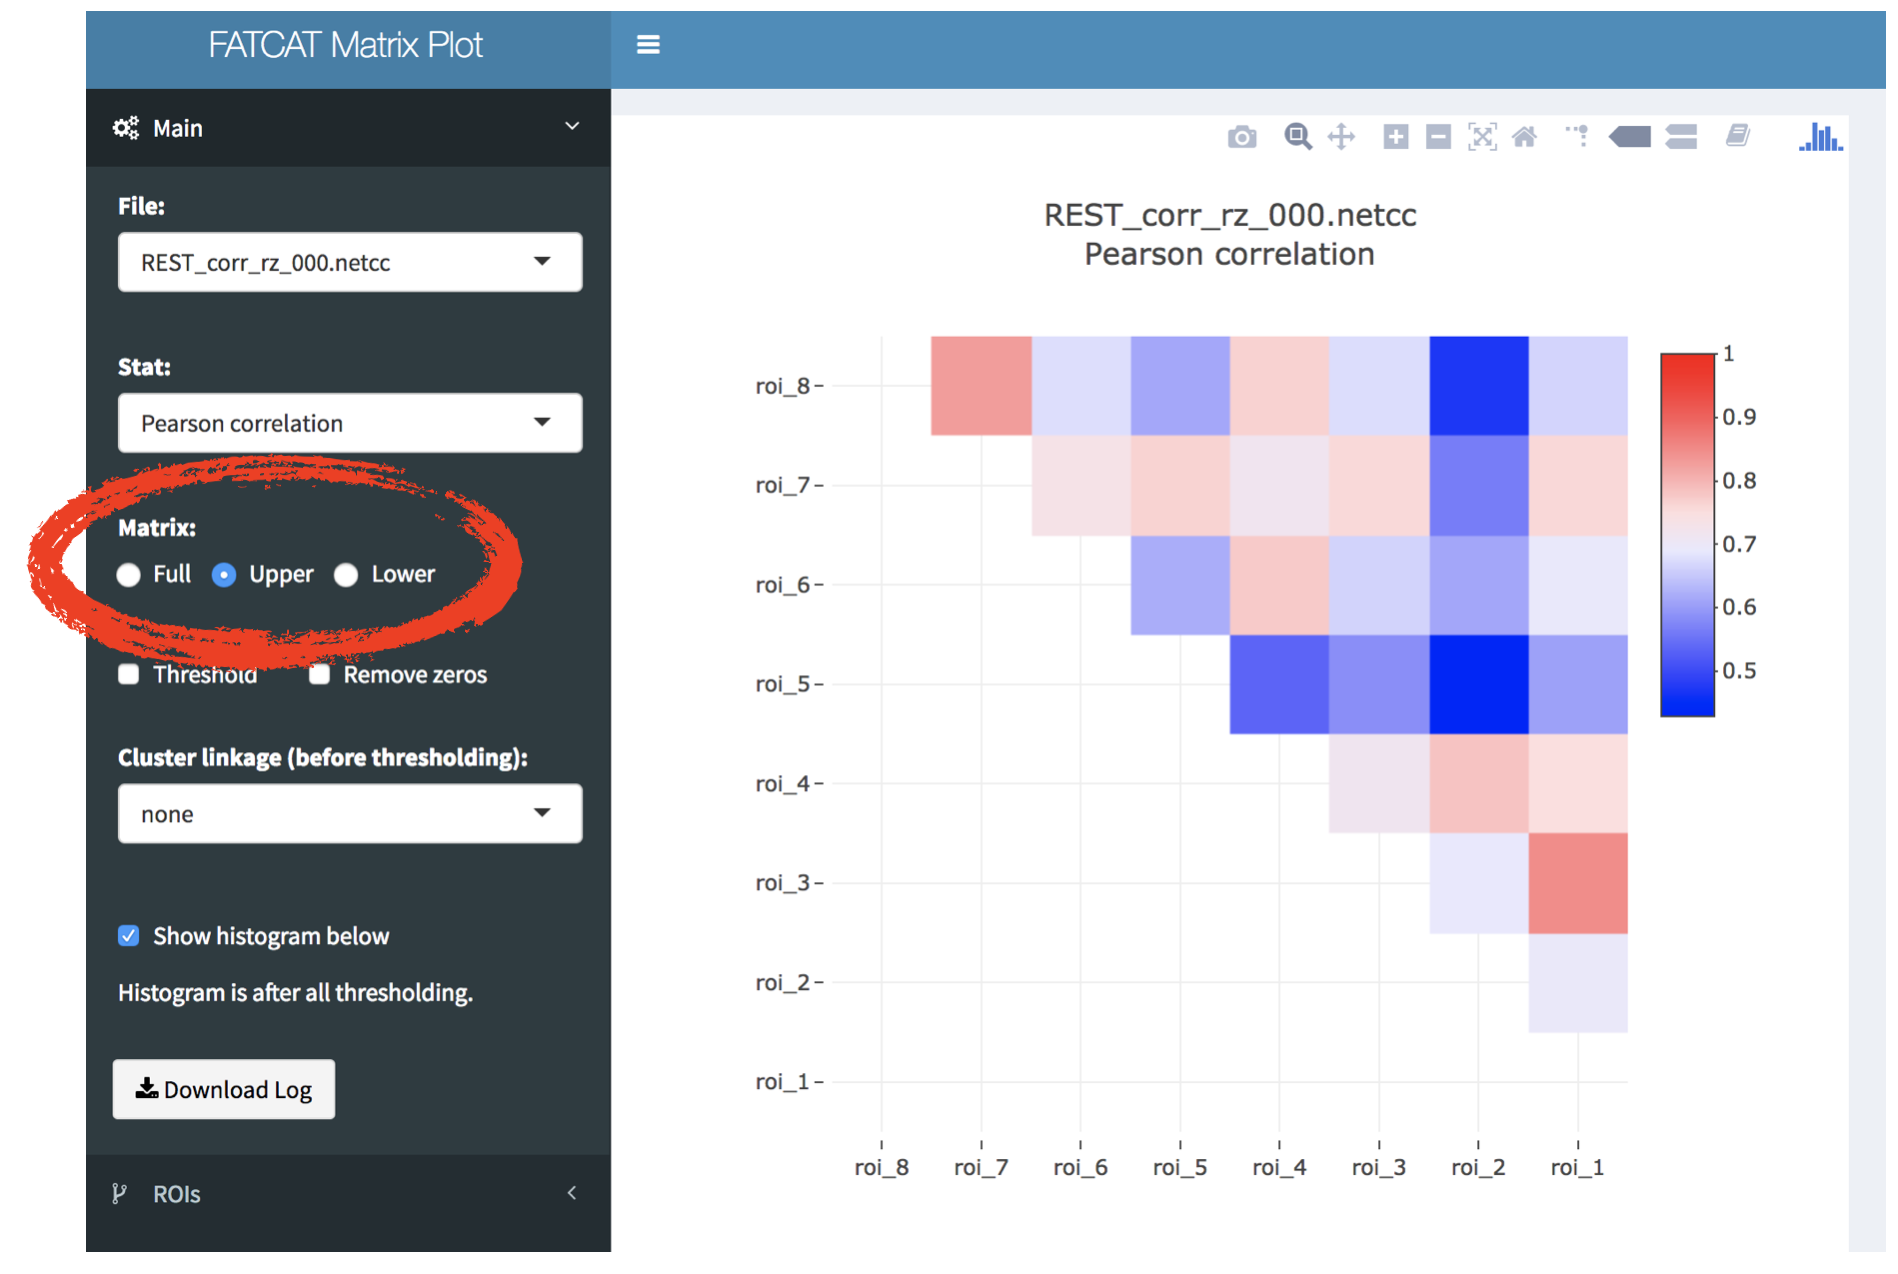 FATCAT Matrix Plot
Main
File:
REST_corr_rz_000.netcc
Stat:
Pearson correlation
Matrix:
Full Upper Lower
Threshold Remove zeros
Cluster linkage (before thresholding):
none
Show histogram below
Histogram is after all thresholding.
Download Log
ROIs
REST_corr_rz_000.netcc
Pearson correlation
roi_8
roi_7
roi_6
roi_5
roi_4
roi_3
roi_2
roi_1
roi_8 roi_7 roi_6 roi_5 roi_4 roi_3 roi_2 roi_1
1
0.9
0.8
0.7
0.6
0.5